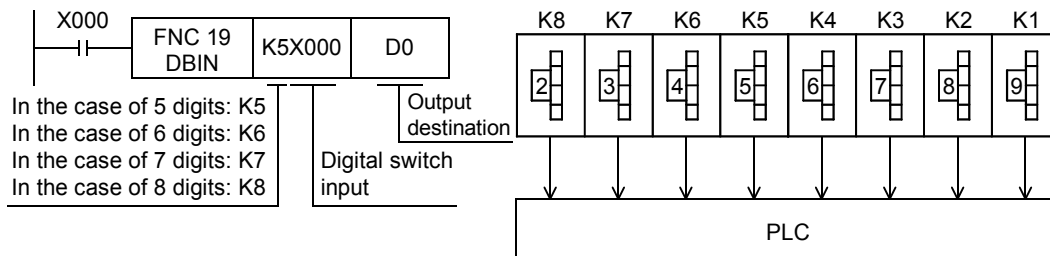 X000
FNC 19
DBIN
K5X000
D0
In the case of 5 digits: K5
In the case of 6 digits: K6
In the case of 7 digits: K7
In the case of 8 digits: K8
Digital switch
input
Output
destination
K8 K7 K6 K5 K4 K3 K2 K1
2 3 4 5 6 7 8 9
PLC